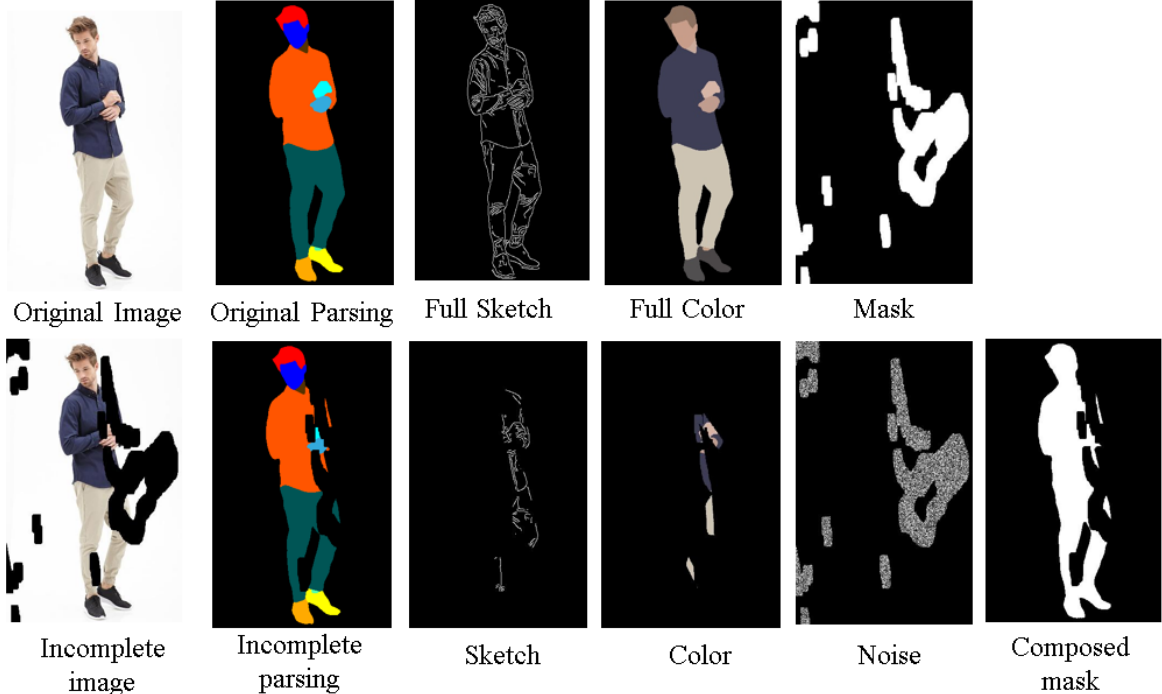 Original Image
Original Parsing
Full Sketch
Full Color
Mask
Incomplete
image
Incomplete
parsing
Sketch
Color
Noise
Composed
mask